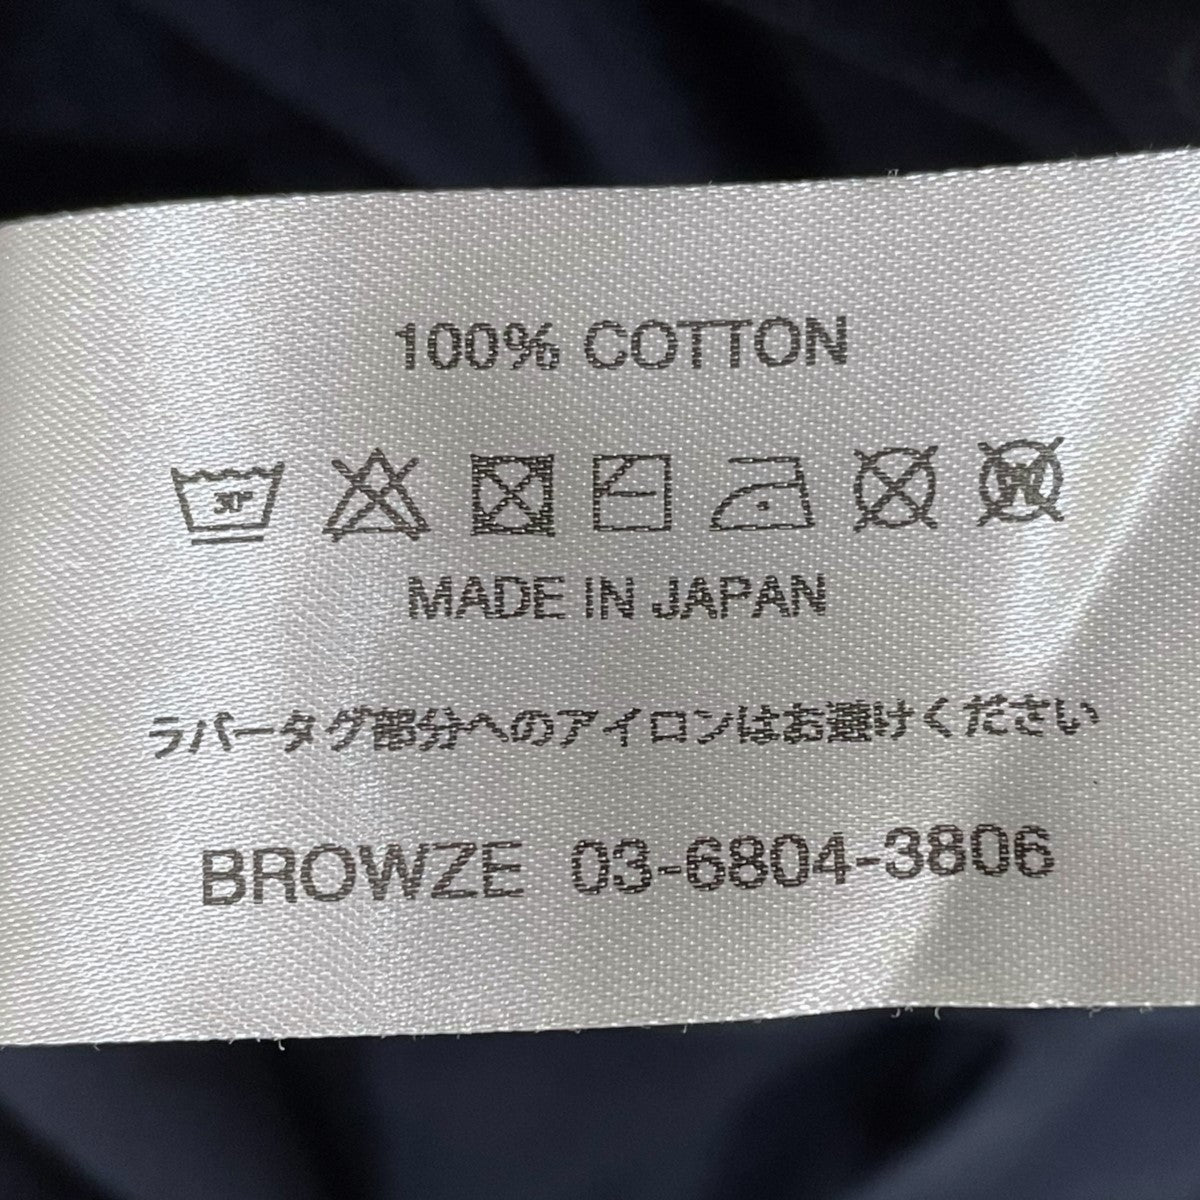 100% COTTON
MADE IN JAPAN
ラバータグ部分へのアイロンはお避けください
BROWZE 03-6804-3806